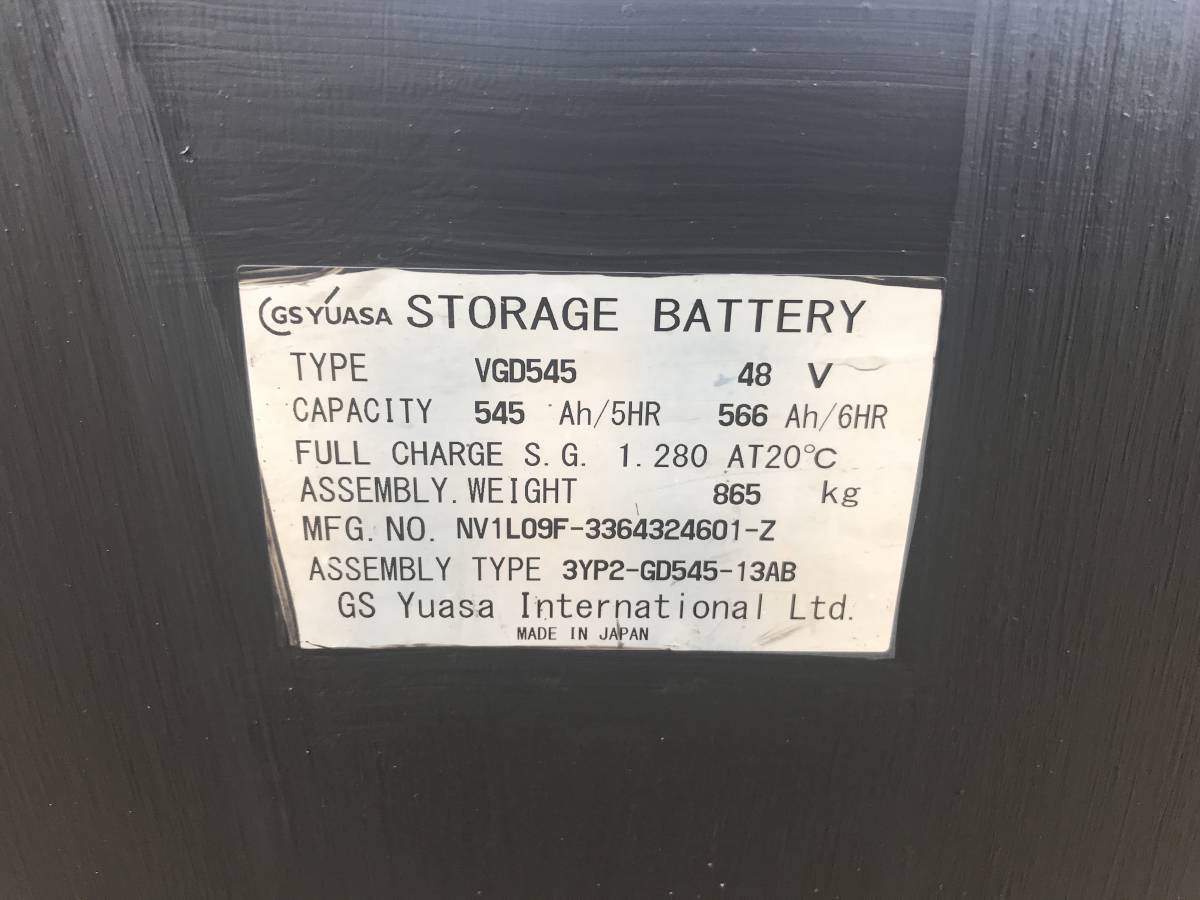 GS YUASA STORAGE BATTERY
TYPE VGD545 48 V
CAPACITY 545 Ah/5HR 566 Ah/6HR
FULL CHARGE S.G. 1.280 AT20℃
ASSEMBLY.WEIGHT 865 kg
MFG.NO. NV1L09F-3364324601-Z
ASSEMBLY TYPE 3YP2-GD545-13AB
GS Yuasa International Ltd.
MADE IN JAPAN